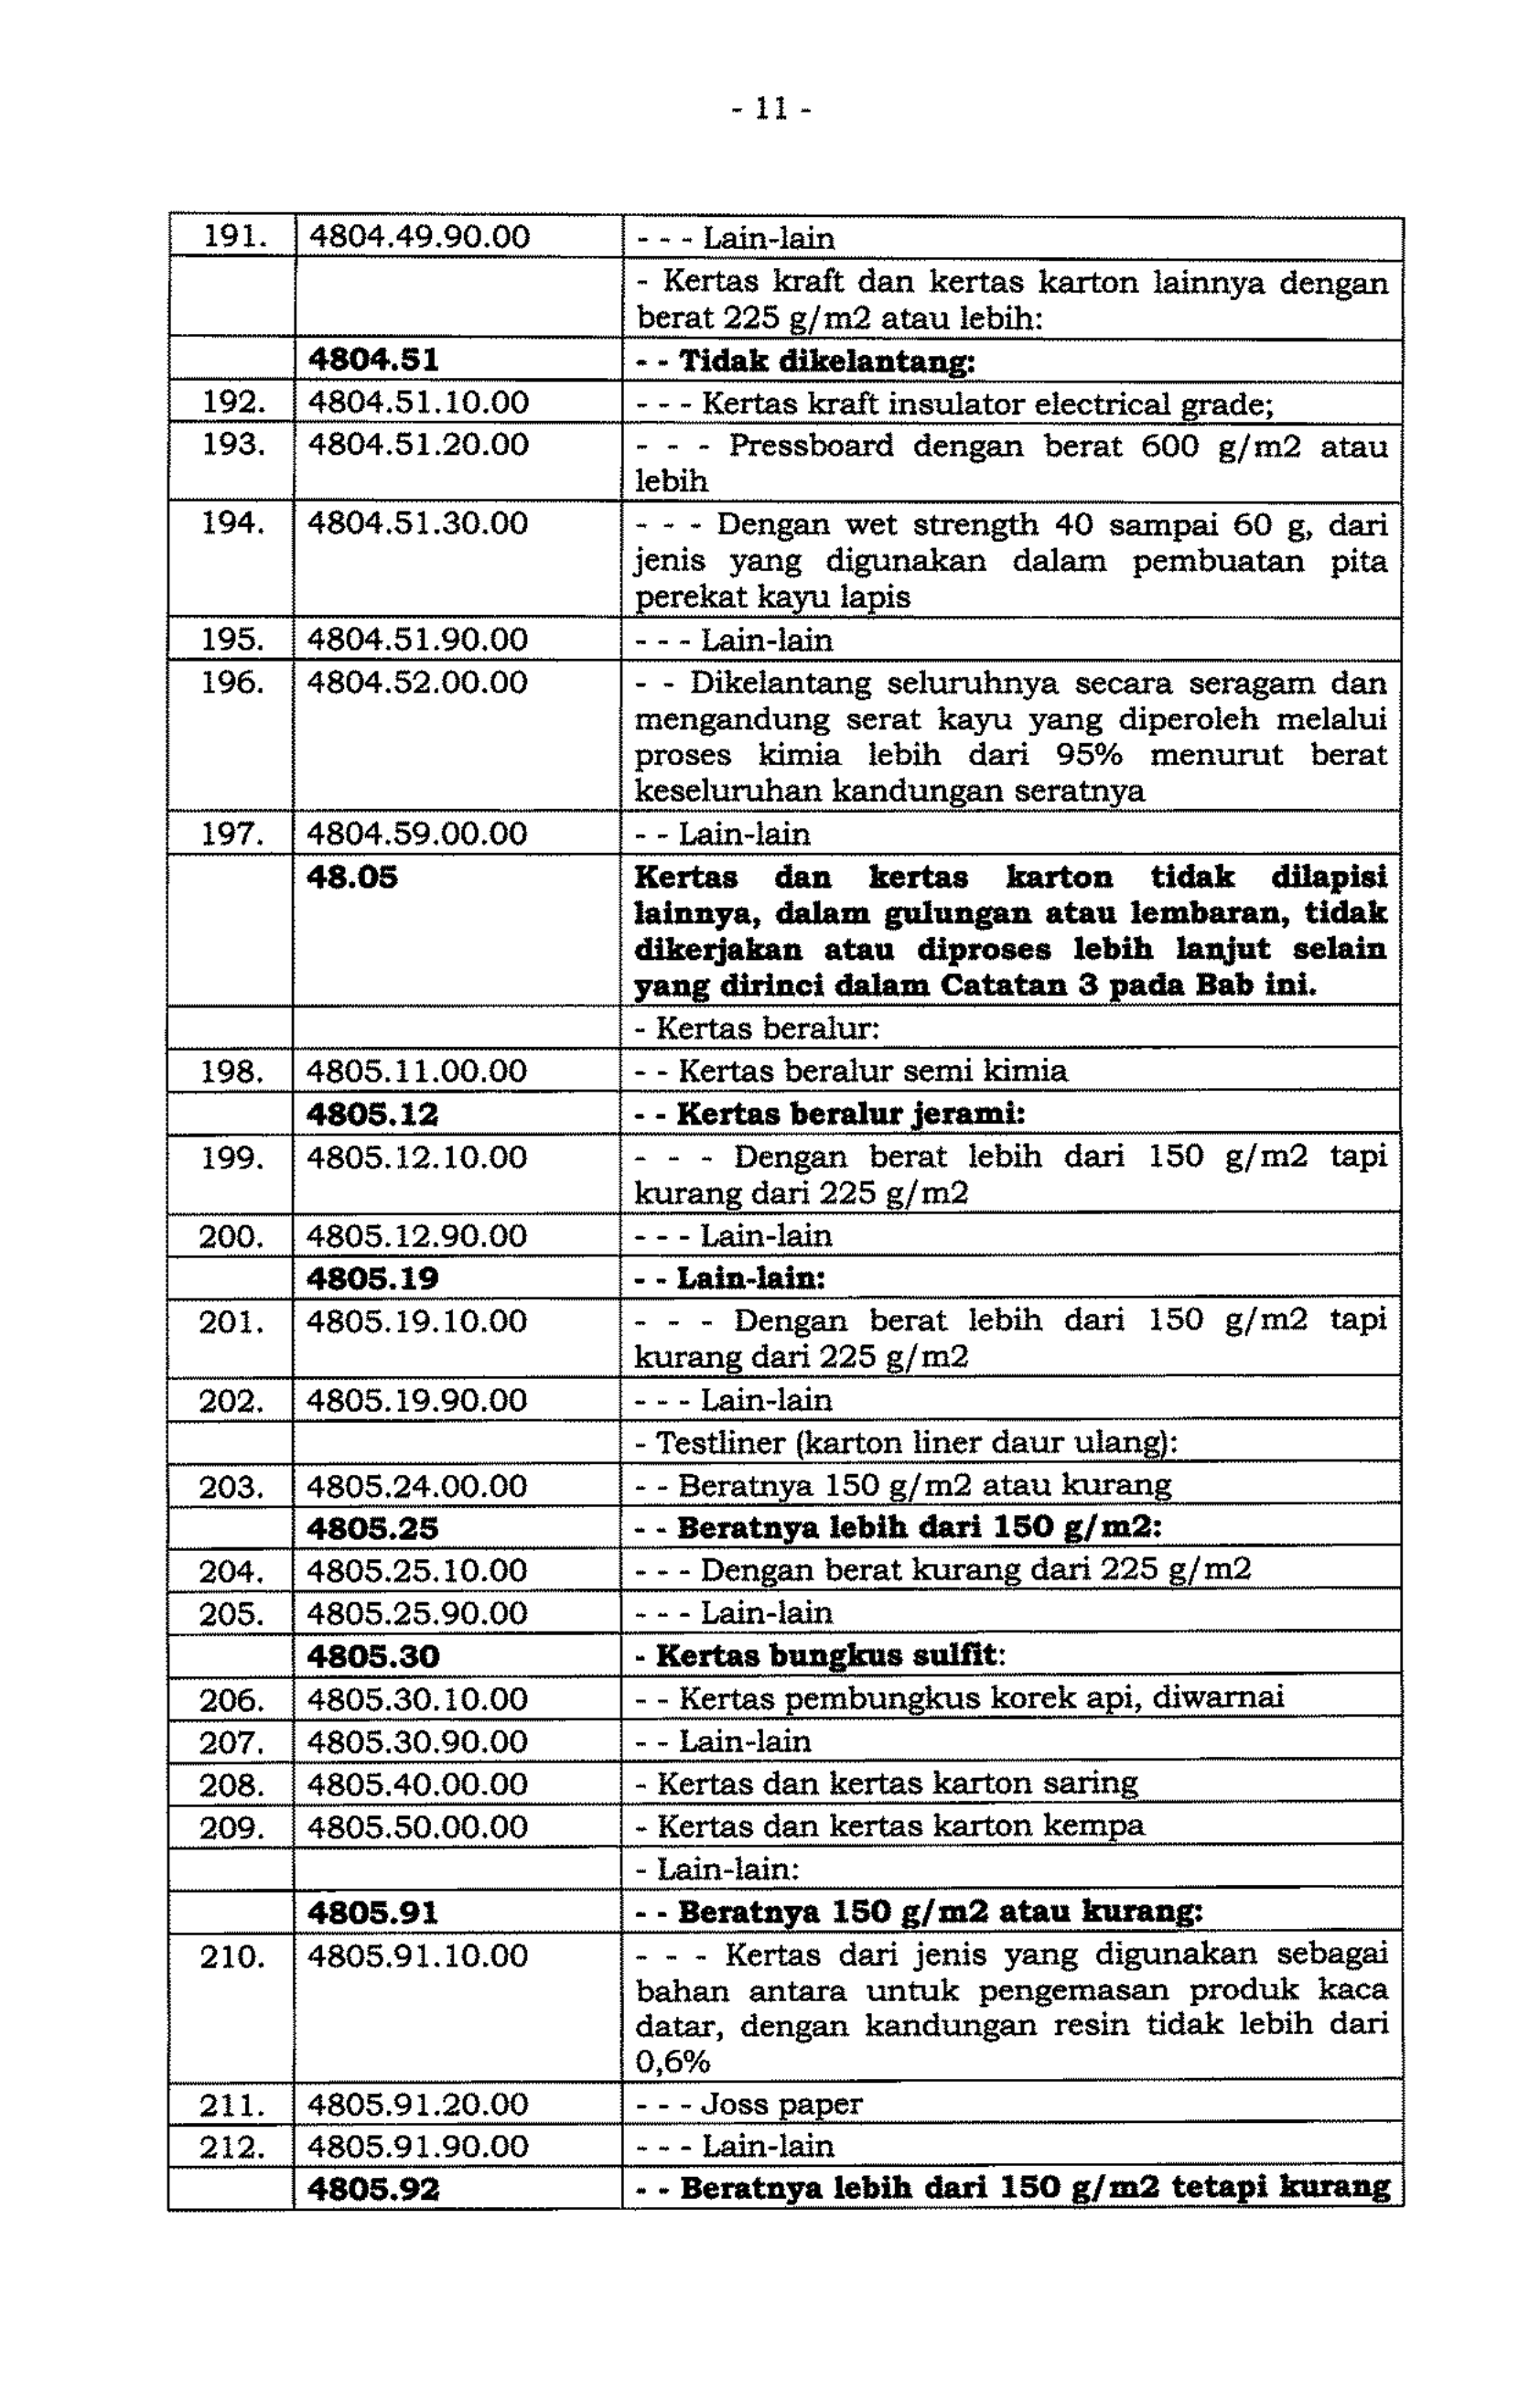 - 11 -
191. 4804.49.90.00 - - - Lain-lain
- Kertas kraft dan kertas karton lainnya dengan
berat 225 g/m2 atau lebih:
4804.51 - - Tidak dikelantang:
192. 4804.51.10.00 - - - Kertas kraft insulator electrical grade;
193. 4804.51.20.00 - - - Pressboard dengan berat 600 g/m2 atau
lebih
194. 4804.51.30.00 - - - Dengan wet strength 40 sampai 60 g, dari
jenis yang digunakan dalam pembuatan pita
perekat kayu lapis
195. 4804.51.90.00 - - - Lain-lain
196. 4804.52.00.00 - - Dikelantang seluruhnya secara seragam dan
mengandung serat kayu yang diperoleh melalui
proses kimia lebih dari 95% menurut berat
keseluruhan kandungan seratnya
197. 4804.59.00.00 - - Lain-lain
48.05 Kertas dan kertas karton tidak dilapisi
lainnya, dalam gulungan atau lembaran, tidak
dikerjakan atau diproses lebih lanjut selain
yang dirinci dalam Catatan 3 pada Bab ini.
- Kertas beralur:
198. 4805.11.00.00 - - Kertas beralur semi kimia
4805.12 - - Kertas beralur jerami:
199. 4805.12.10.00 - - - Dengan berat lebih dari 150 g/m2 tapi
kurang dari 225 g/m2
200. 4805.12.90.00 - - - Lain-lain
4805.19 - - Lain-lain:
201. 4805.19.10.00 - - - Dengan berat lebih dari 150 g/m2 tapi
kurang dari 225 g/m2
202. 4805.19.90.00 - - - Lain-lain
- Testliner (karton liner daur ulang):
203. 4805.24.00.00 - - Beratnya 150 g/m2 atau kurang
4805.25 - - Beratnya lebih dari 150 g/m2:
204. 4805.25.10.00 - - - Dengan berat kurang dari 225 g/m2
205. 4805.25.90.00 - - - Lain-lain
4805.30 - Kertas bungkus sulfit:
206. 4805.30.10.00 - - Kertas pembungkus korek api, diwarnai
207. 4805.30.90.00 - - Lain-lain
208. 4805.40.00.00 - Kertas dan kertas karton saring
209. 4805.50.00.00 - Kertas dan kertas karton kempa
- Lain-lain:
4805.91 - - Beratnya 150 g/m2 atau kurang:
210. 4805.91.10.00 - - - Kertas dari jenis yang digunakan sebagai
bahan antara untuk pengemasan produk kaca
datar, dengan kandungan resin tidak lebih dari
0,6%
211. 4805.91.20.00 - - - Joss paper
212. 4805.91.90.00 - - - Lain-lain
4805.92 - - Beratnya lebih dari 150 g/m2 tetapi kurang